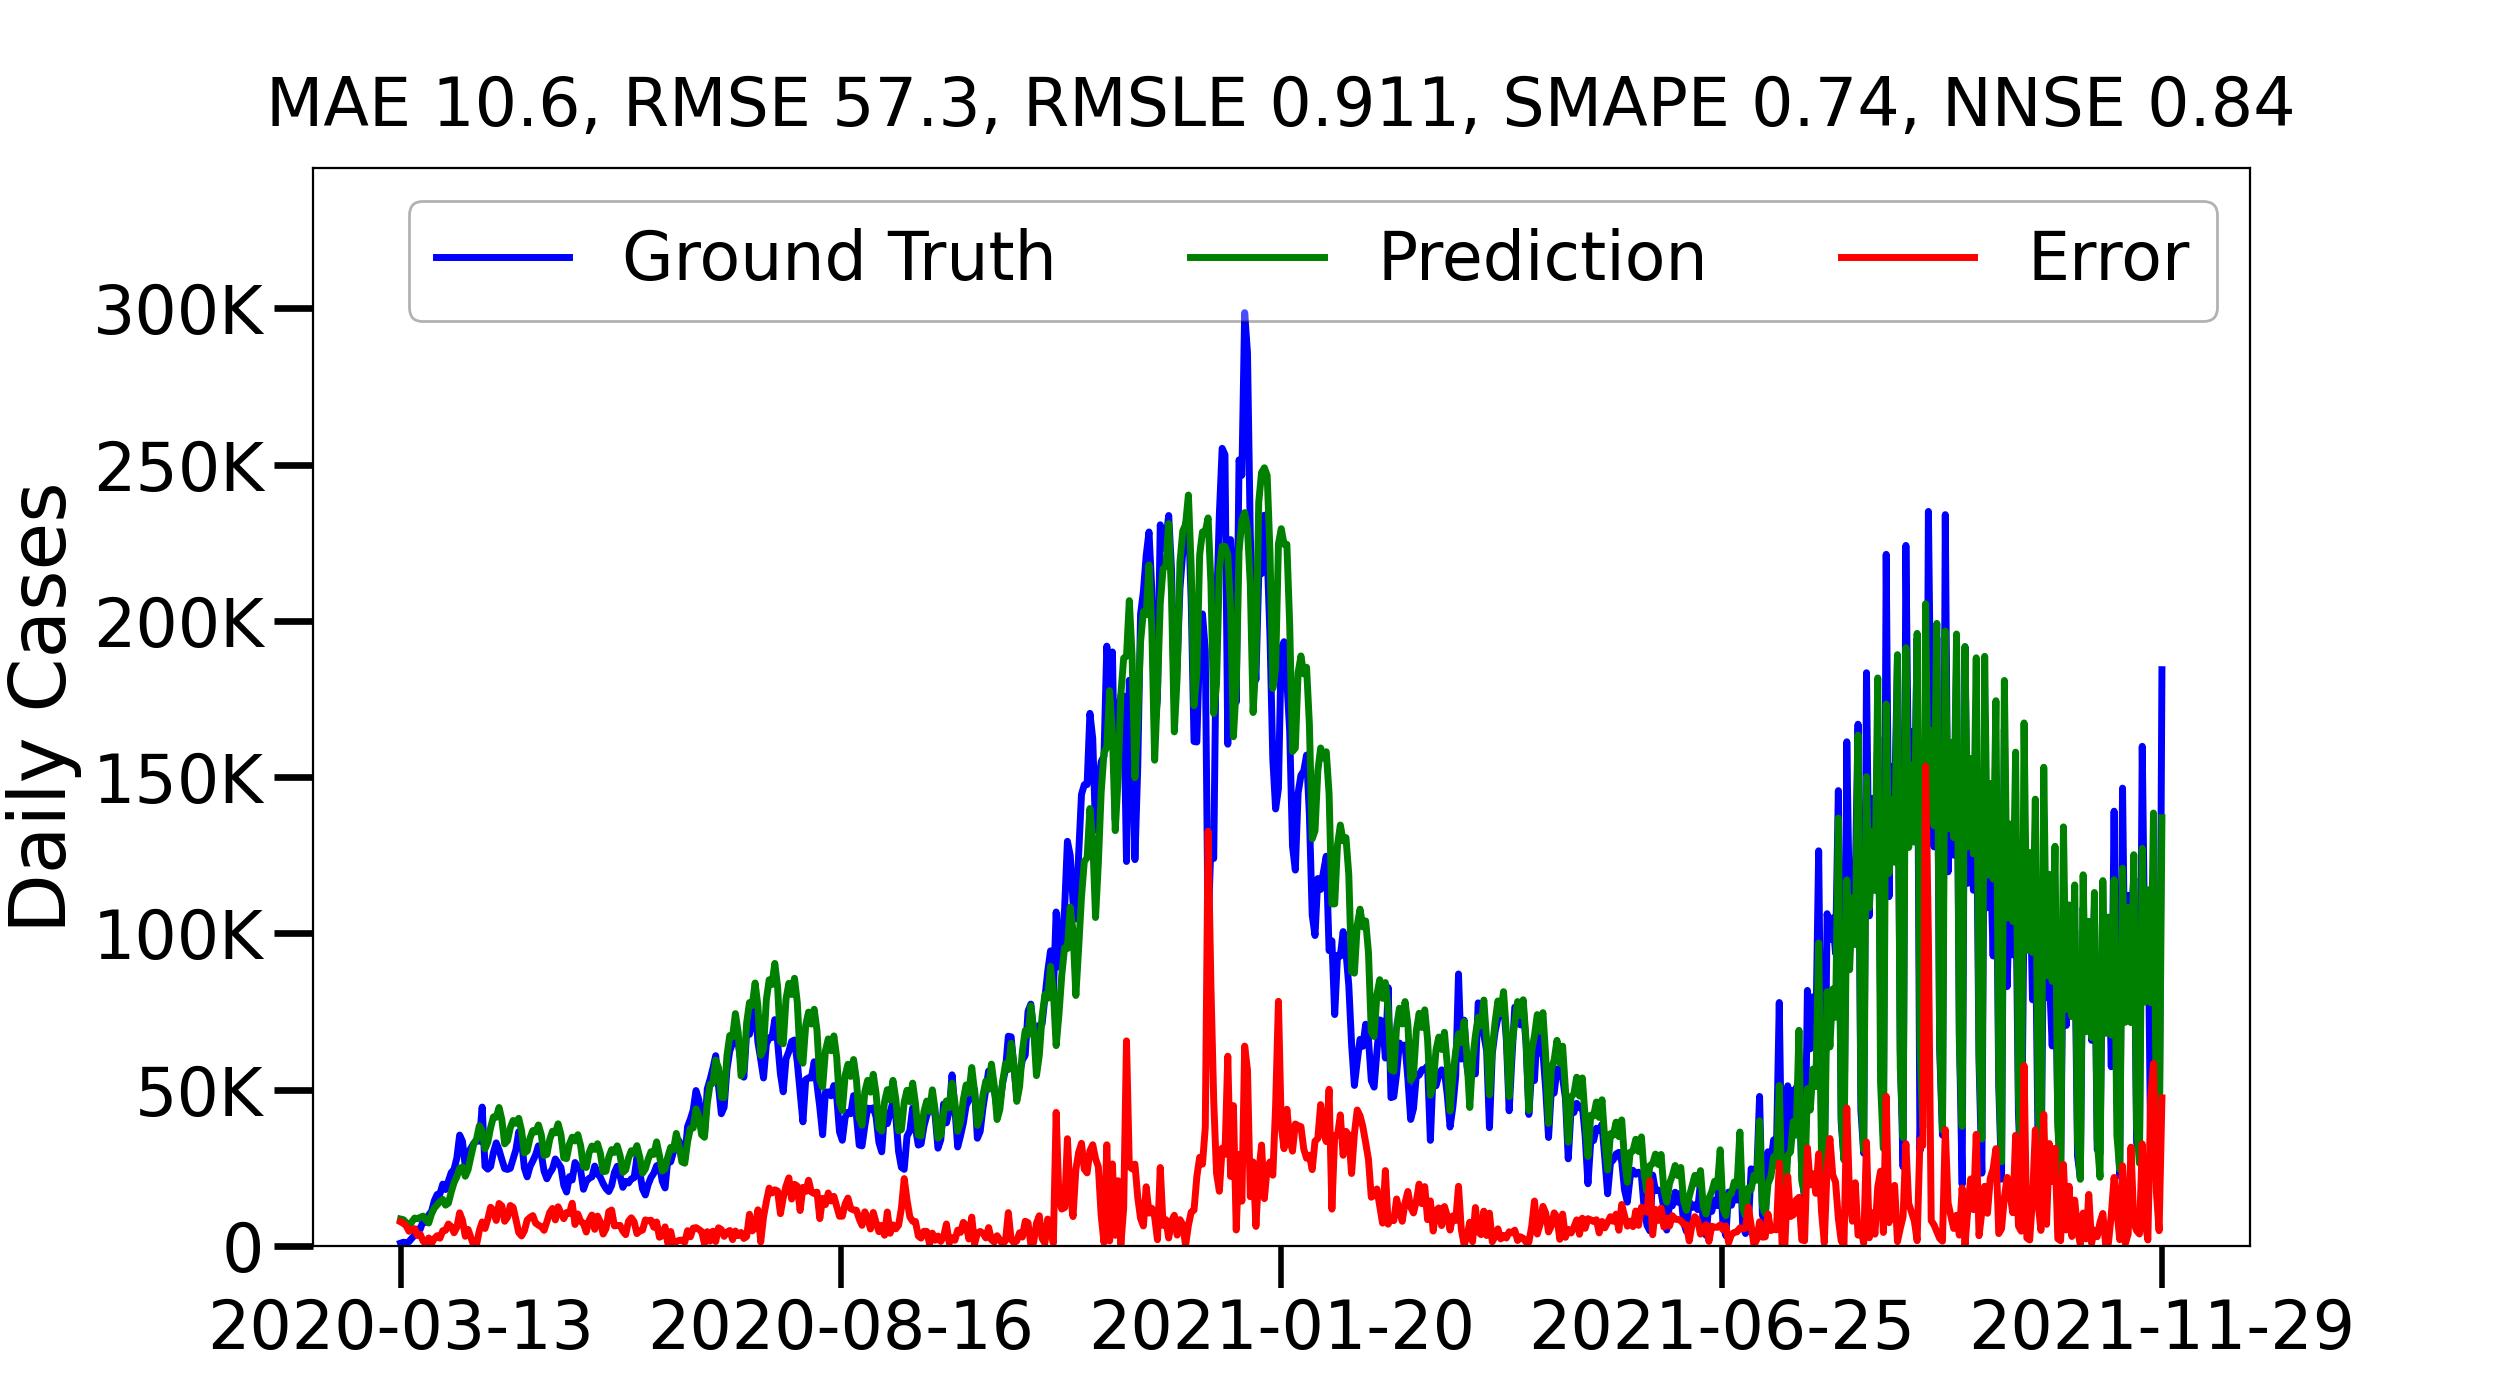 MAE 10.6, RMSE 57.3, RMSLE 0.911, SMAPE 0.74, NNSE 0.84
Ground Truth Prediction Error
Daily Cases
300K
250K
200K
150K
100K
50K
0
2020-03-13 2020-08-16 2021-01-20 2021-06-25 2021-11-29